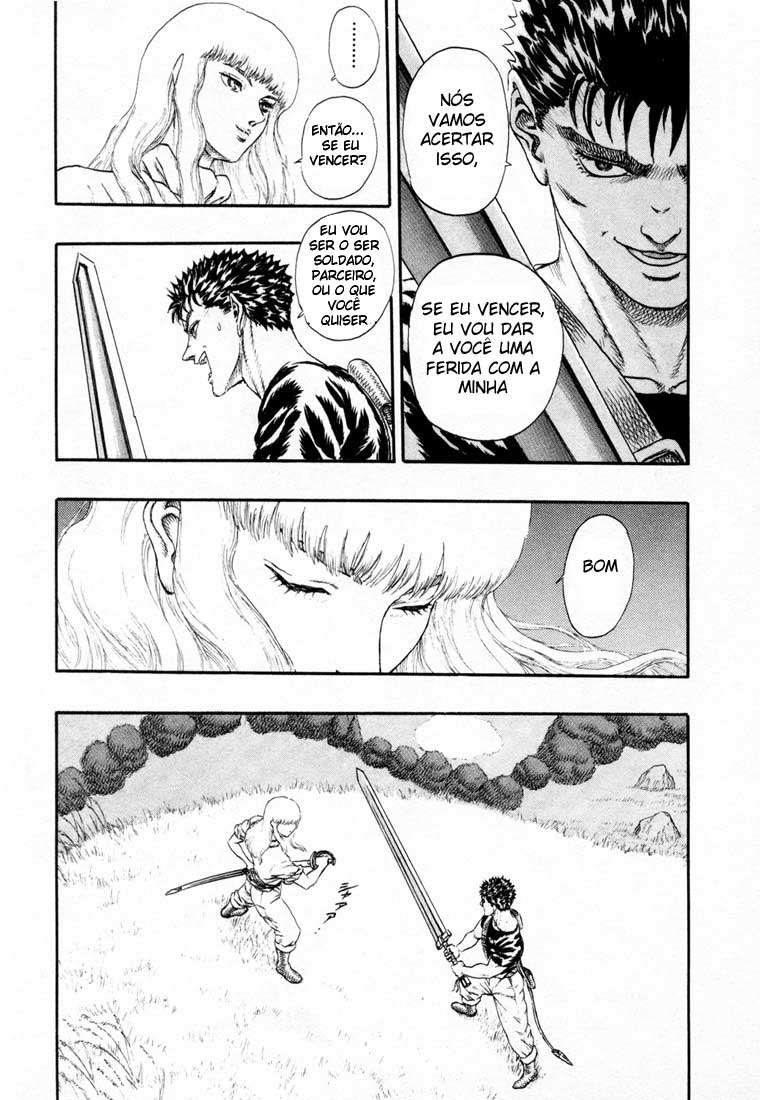 NÓS
VAMOS
ACERTAR
ISSO,
SE EU VENCER,
EU VOU DAR
A VOCÊ UMA
FERIDA COM A
MINHA
........
ENTÃO...
SE EU
VENCER?
EU VOU
SER O SER
SOLDADO,
PARCEIRO,
OU O QUE
VOCÊ
QUISER
BOM